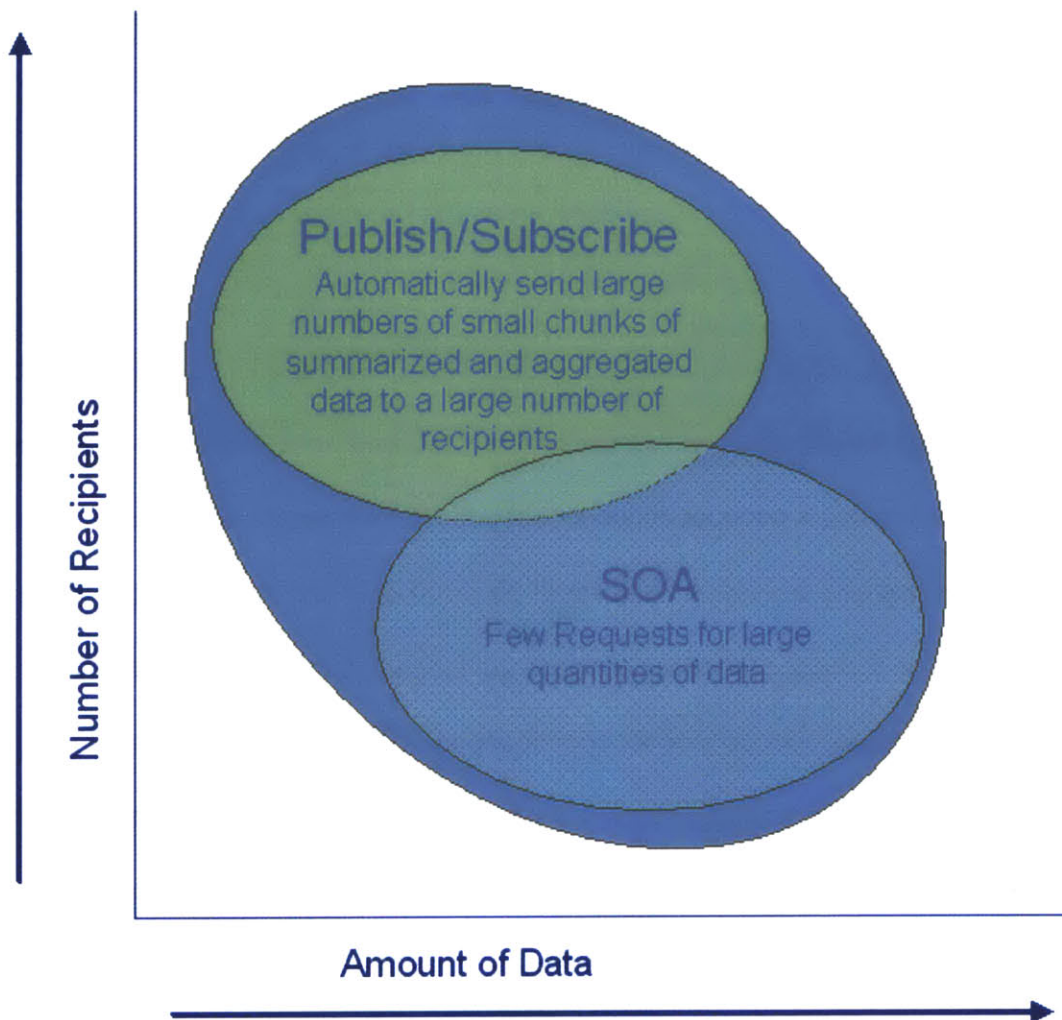 Publish/Subscribe
Automatically send large
numbers of small chunks of
summarized and aggregated
data to a large number of
recipients
SOA
Few Requests for large
quantities of data
Number of Recipients
Amount of Data